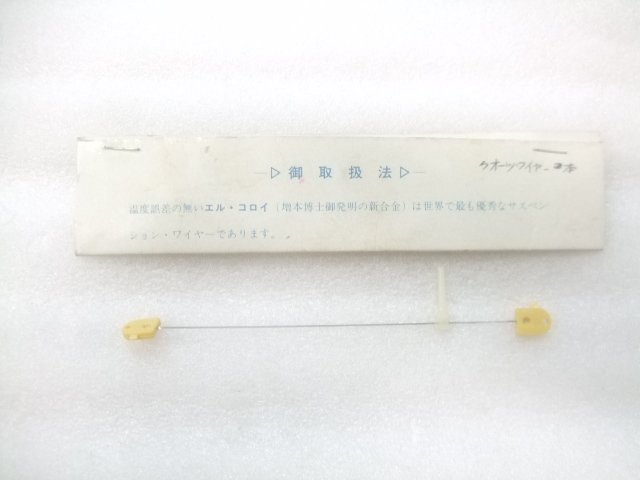 ―▷御取扱法▷―
クオーツワイヤー 2本
温度誤差の無いエル・コロイ(増本博士御発明の新合金)は世界で最も優秀なサスペン
ション・ワイヤーであります。